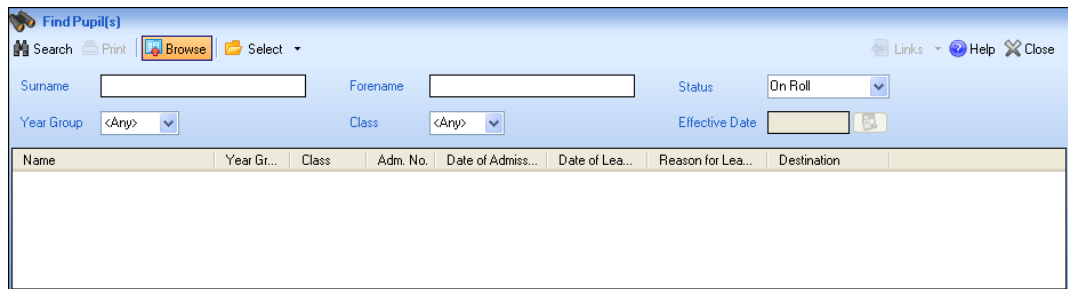 Find Pupil(s)
Search Print Browse Select Links Help Close
Surname Forename Status On Roll
Year Group <Any> Class <Any> Effective Date
Name Year Gr... Class Adm. No. Date of Admiss... Date of Lea... Reason for Lea... Destination